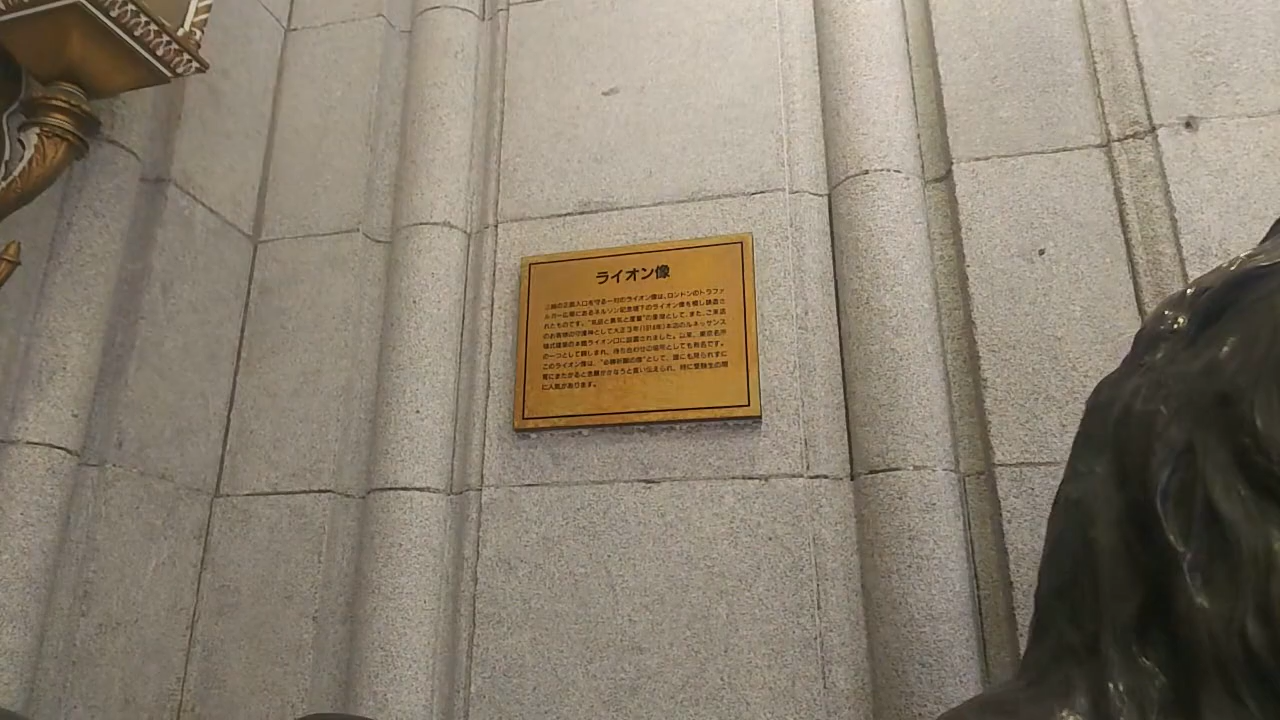 ライオン像
三越の正面入口を守る一対のライオン像は、ロンドンのトラファ
ルガー広場にあるネルソン記念塔下のライオン像を模し鋳造さ
れたものです。"気品と勇気と度量"の象徴として、また、ご来店
のお客様の守護神として大正3年(1914年)本店のルネッサンス
様式建築の本館ライオン口に設置されました。以来、東京名所
の一つとして親しまれ、待ち合わせの場所としても有名です。
このライオン像は、"必勝祈願の像"として、誰にも見られずに
背にまたがると念願がかなうと言い伝えられ、特に受験生の間
に人気があります。